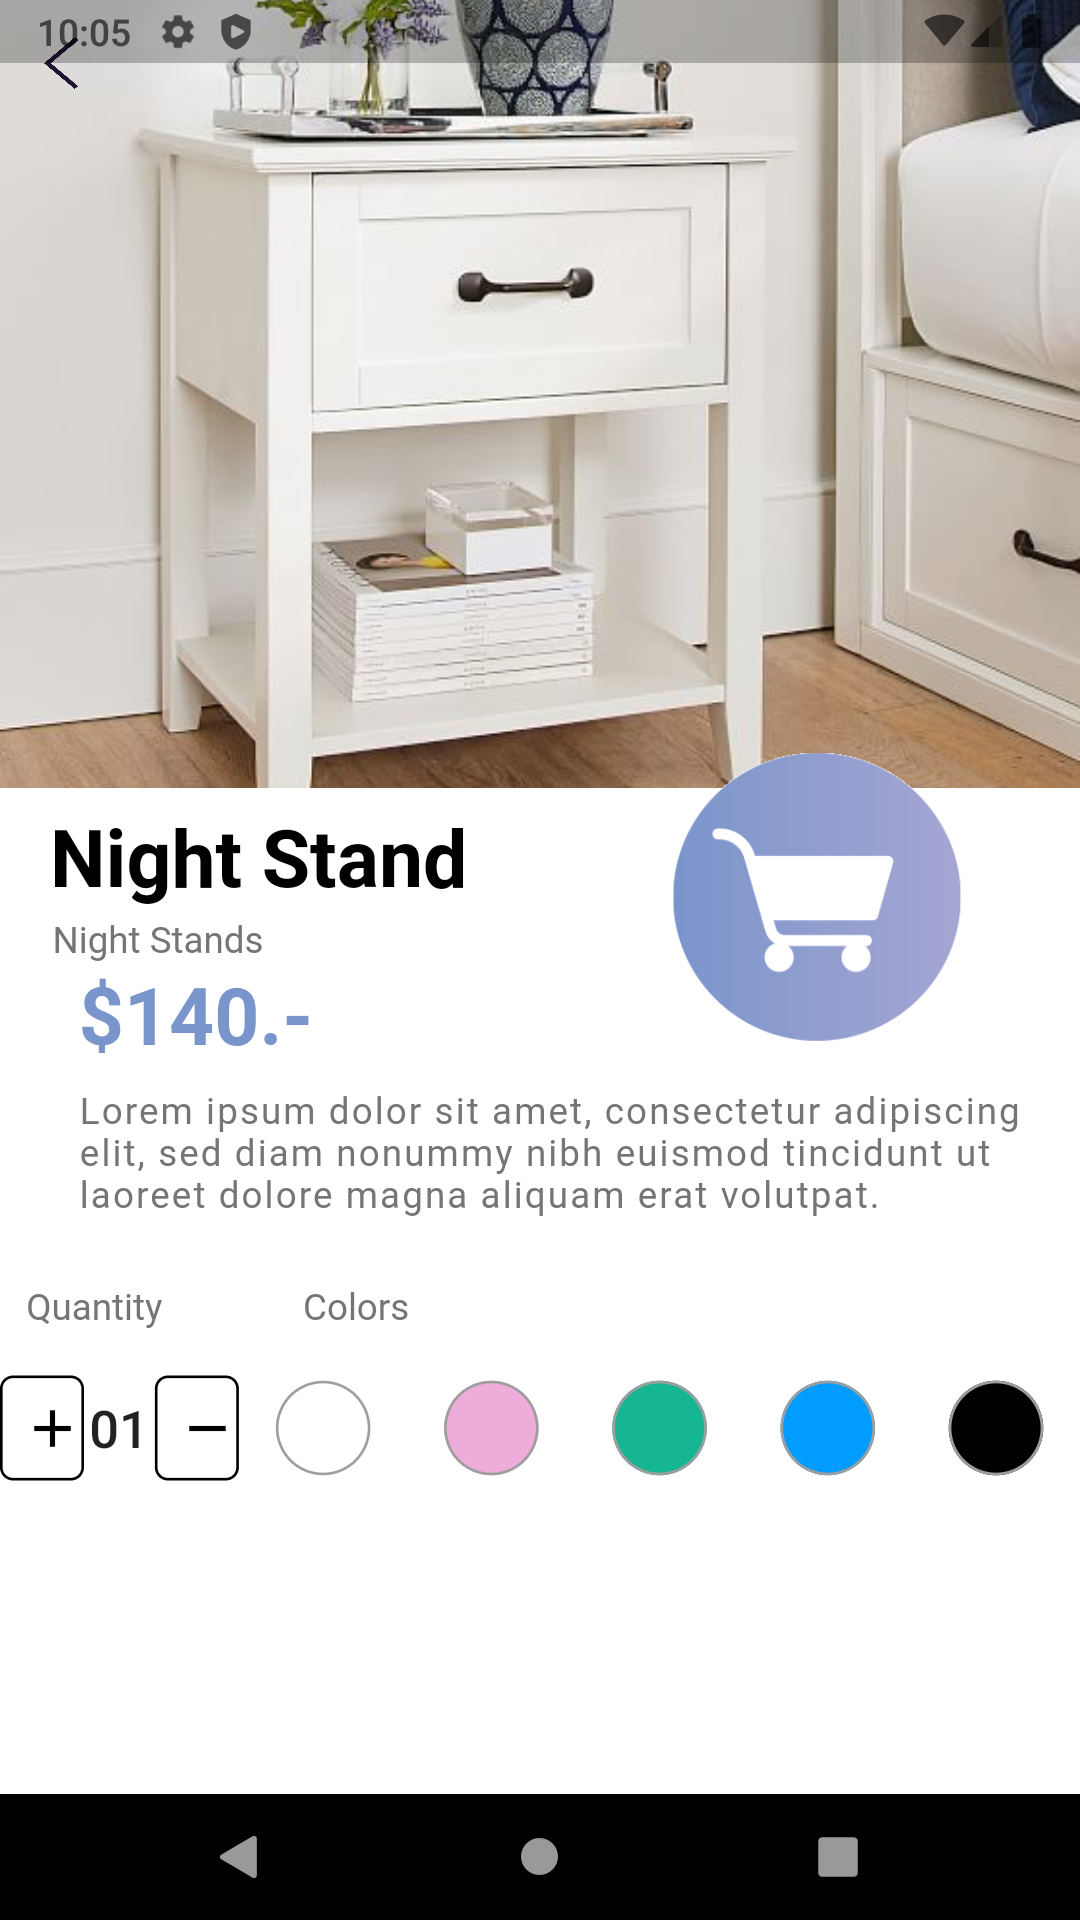 10:05
Night Stand
Night Stands
$140.-
Lorem ipsum dolor sit amet, consectetur adipiscing
elit, sed diam nonummy nibh euismod tincidunt ut
laoreet dolore magna aliquam erat volutpat.
Quantity Colors
+ 01 −